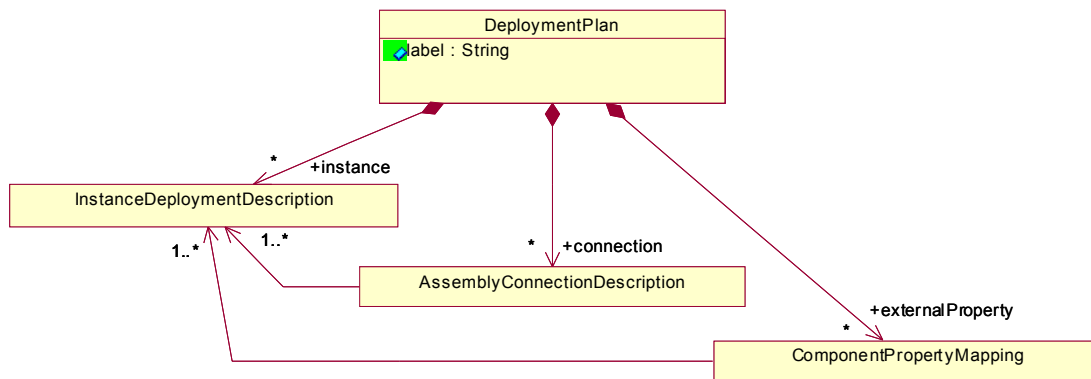 DeploymentPlan
label : String
*
+instance
InstanceDeploymentDescription
1..*
1..*
*
+connection
AssemblyConnectionDescription
+externalProperty
*
ComponentPropertyMapping